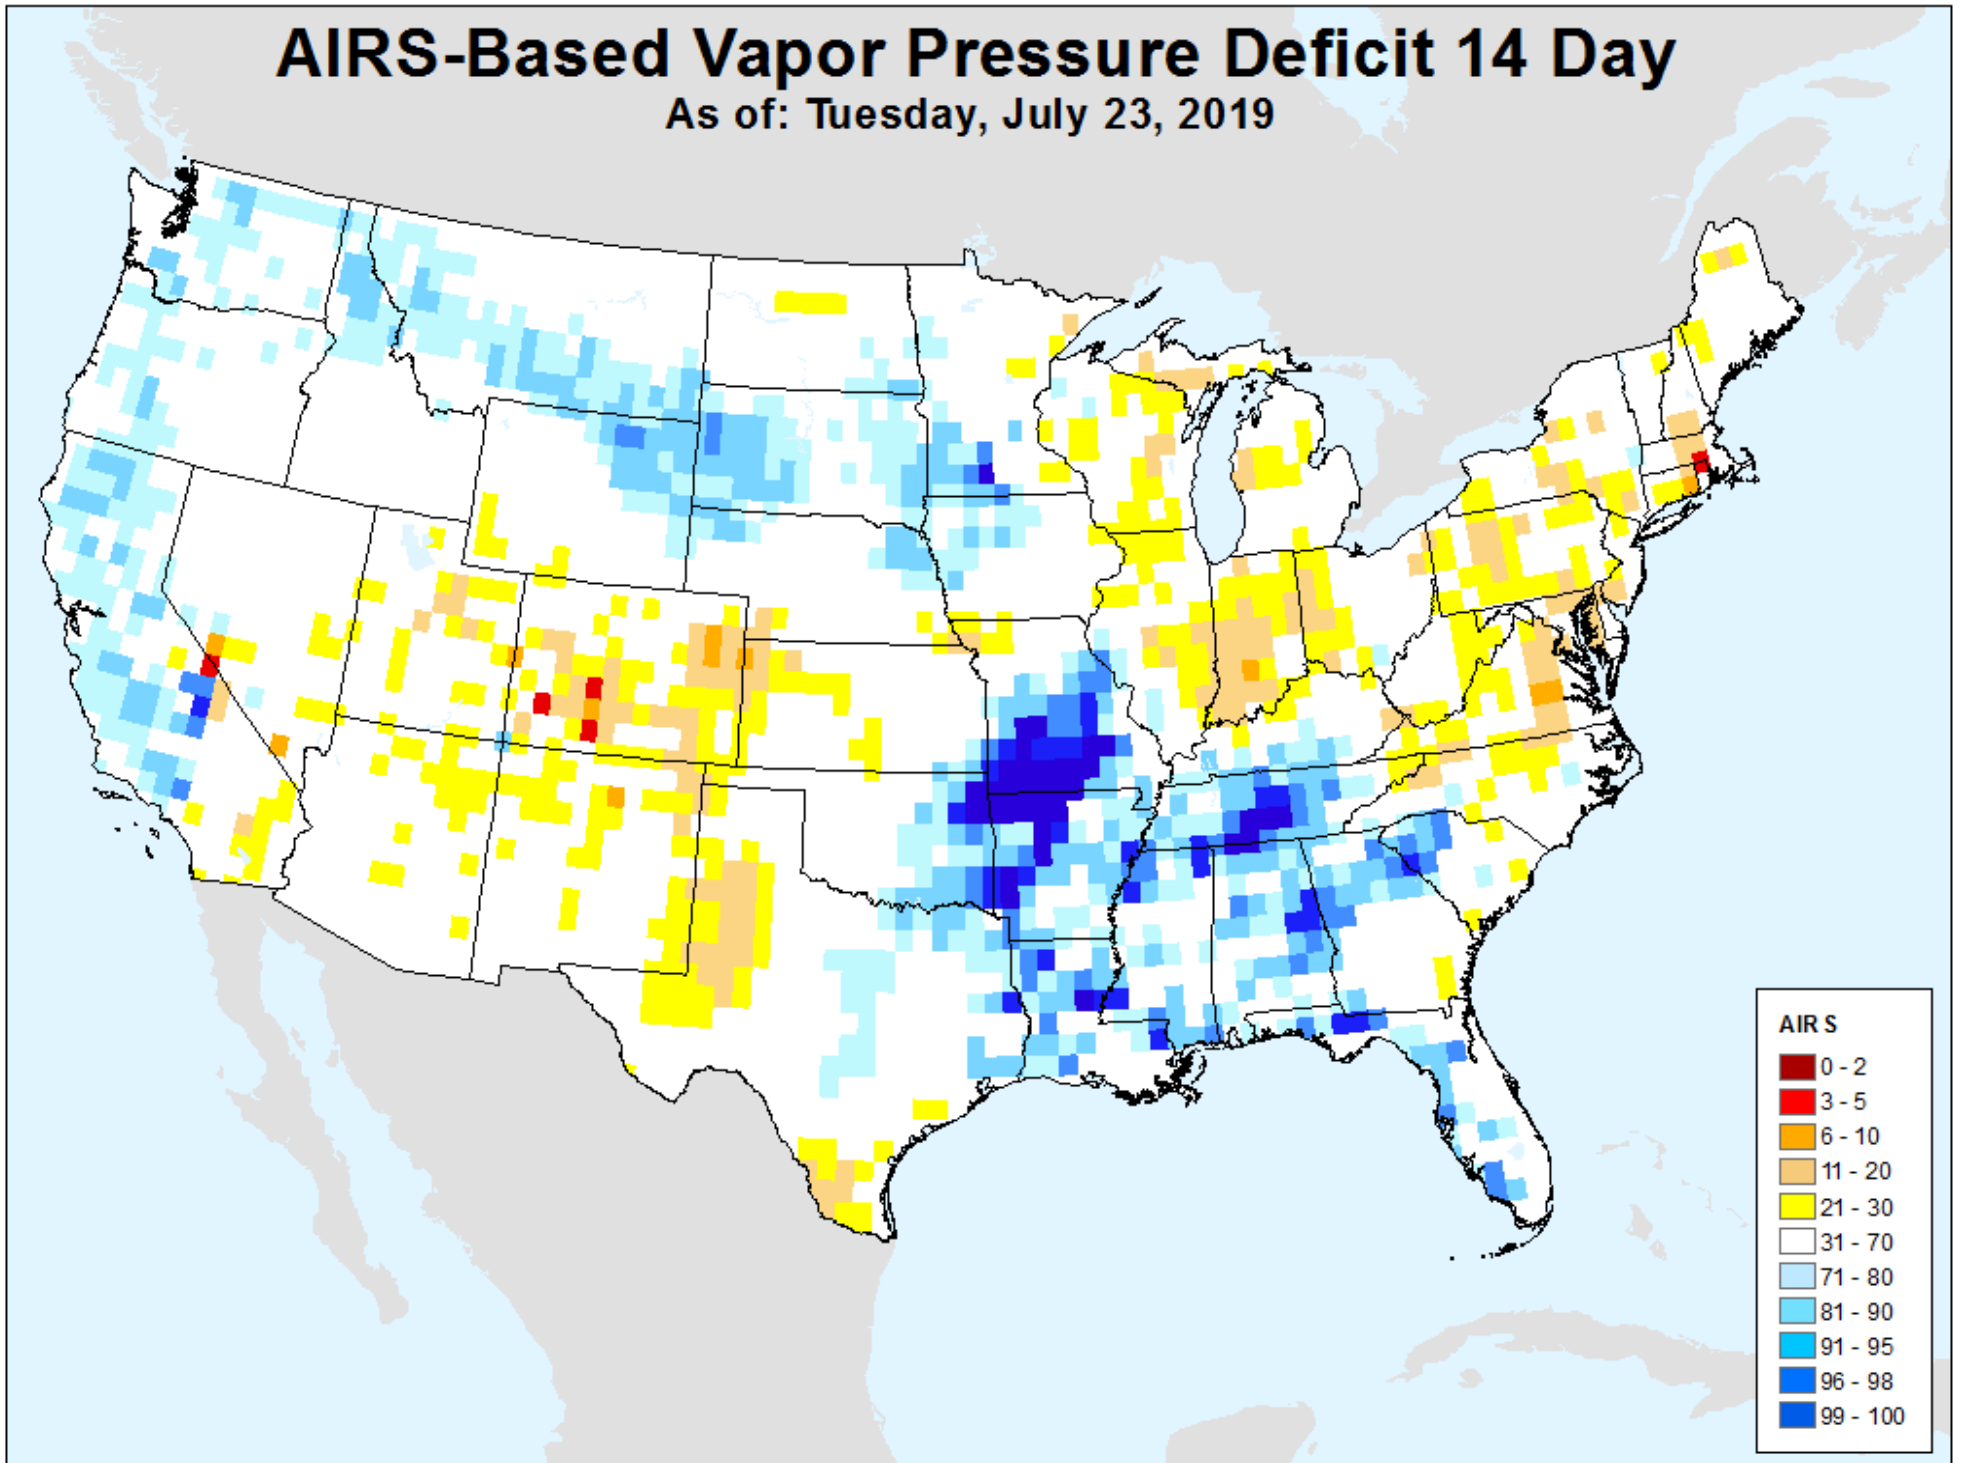 AIRS-Based Vapor Pressure Deficit 14 Day
As of: Tuesday, July 23, 2019
AIRS
0 - 2
3 - 5
6 - 10
11 - 20
21 - 30
31 - 70
71 - 80
81 - 90
91 - 95
96 - 98
99 - 100